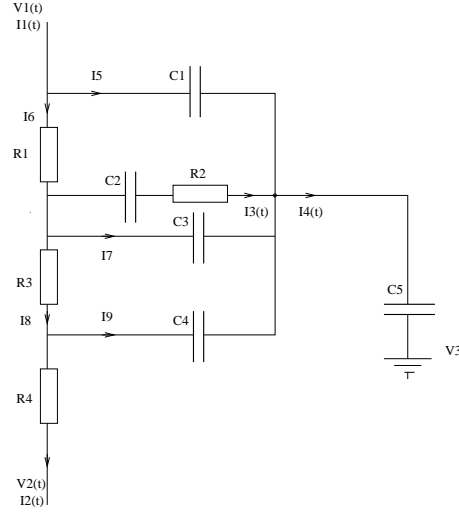 V1(t)
I1(t)
I5
C1
I6
R1
C2
R2
I3(t)
I4(t)
C3
I7
R3
C5
I8
I9
C4
V3
R4
V2(t)
I2(t)